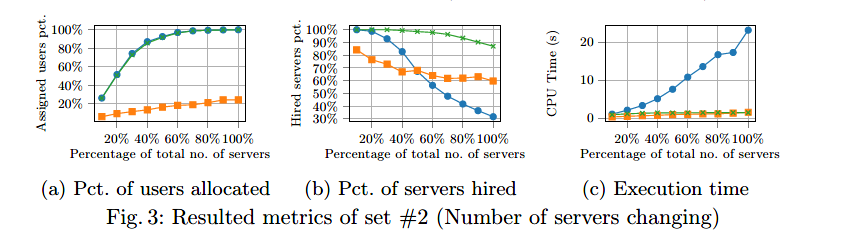 Assigned users pct.
100%
80%
60%
40%
20%
20% 40% 60% 80% 100%
Percentage of total no. of servers
(a) Pct. of users allocated
Hired servers pct.
100%
90%
80%
70%
60%
50%
40%
30%
20% 40% 60% 80% 100%
Percentage of total no. of servers
(b) Pct. of servers hired
CPU Time (s)
20
10
0
20% 40% 60% 80% 100%
Percentage of total no. of servers
(c) Execution time
Fig. 3: Resulted metrics of set #2 (Number of servers changing)